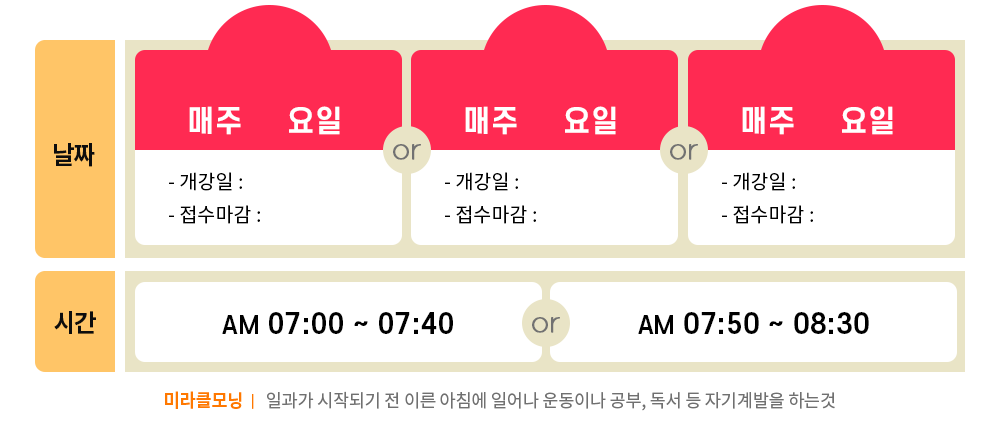 날짜
매주 요일
- 개강일 :
- 접수마감 :
or
매주 요일
- 개강일 :
- 접수마감 :
or
매주 요일
- 개강일 :
- 접수마감 :
시간
AM 07:00 ~ 07:40
or
AM 07:50 ~ 08:30
미라클모닝 | 일과가 시작되기 전 이른 아침에 일어나 운동이나 공부, 독서 등 자기계발을 하는것